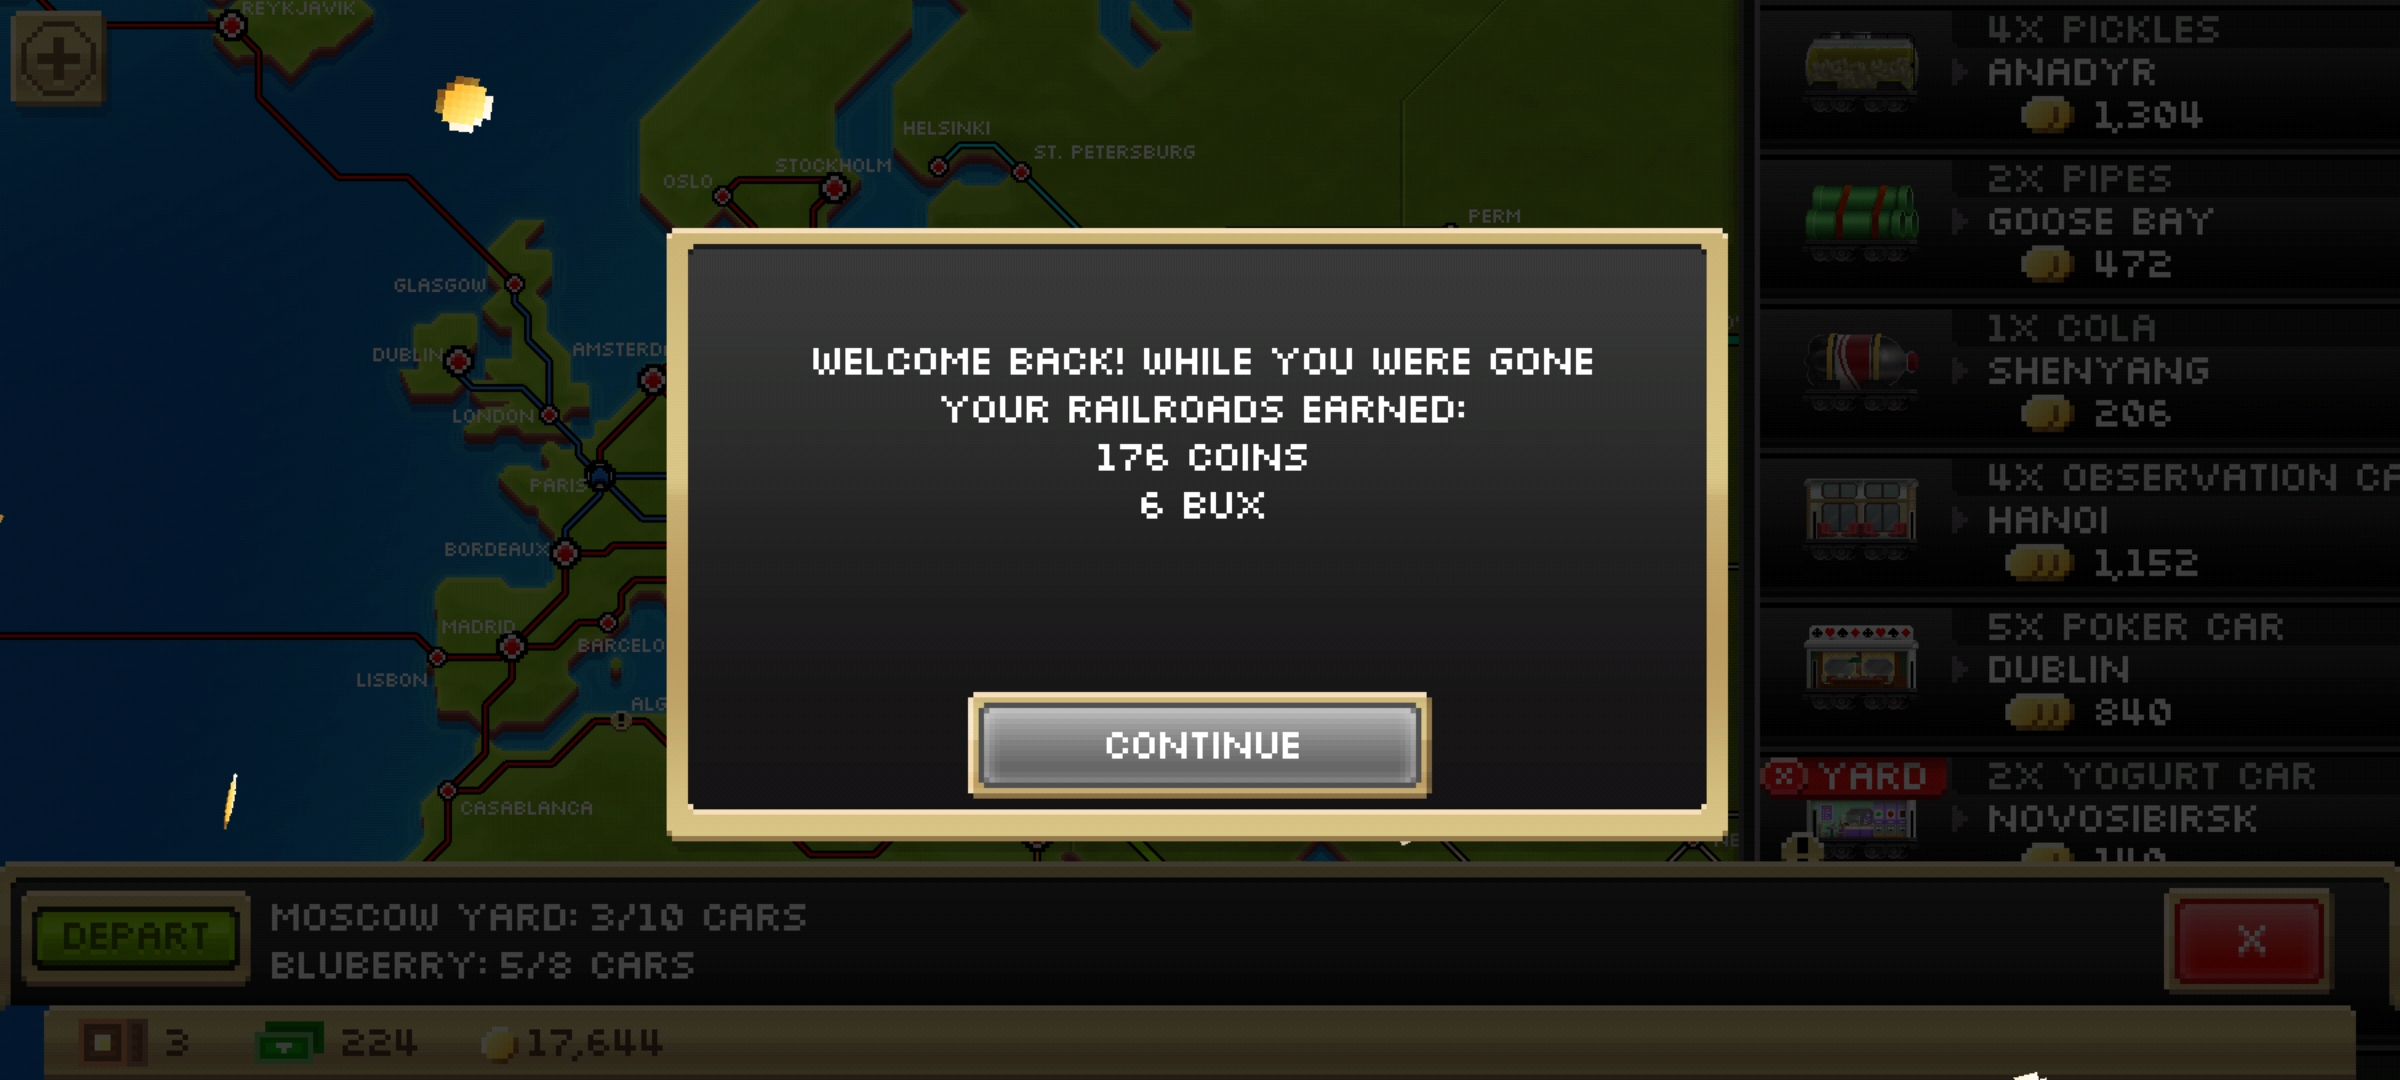 REYKJAVIK
HELSINKI
ST. PETERSBURG
STOCKHOLM
OSLO
PERM
GLASGOW
DUBLIN
LONDON
PARIS
BORDEAUX
MADRID
LISBON
CASABLANCA
WELCOME BACK! WHILE YOU WERE GONE
YOUR RAILROADS EARNED:
176 COINS
6 BUX
CONTINUE
4X PICKLES
ANADYR
1,304
2X PIPES
GOOSE BAY
472
1X COLA
SHENYANG
206
4X OBSERVATION CA
HANOI
1,152
5X POKER CAR
DUBLIN
840
YARD
2X YOGURT CAR
NOVOSIBIRSK
140
DEPART
MOSCOW YARD: 3/10 CARS
BLUBERRY: 5/8 CARS
X
3
224
17,644